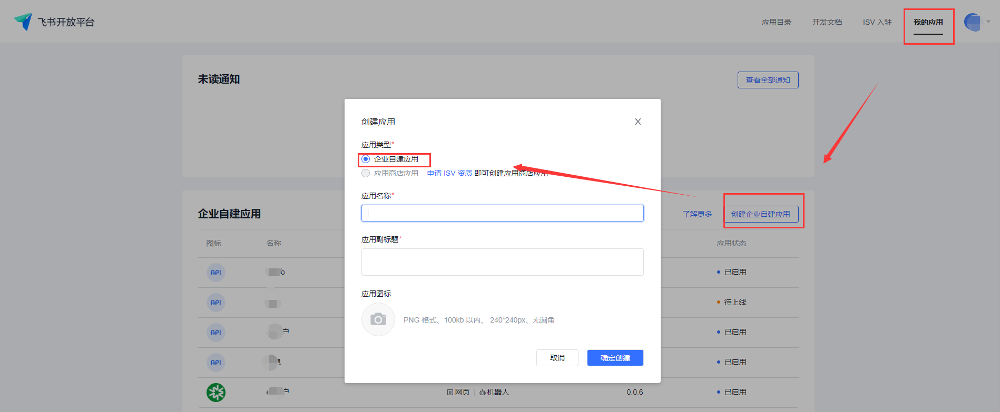 飞书开放平台
应用目录 开发文档 ISV 入驻 我的应用
未读通知
查看全部通知
创建应用
X
应用类型*
企业自建应用
应用商店应用 申请 ISV 资质 即可创建应用商店应用
应用名称*
企业自建应用
了解更多 创建企业自建应用
应用副标题*
图标 名称 应用状态
API o 已启用
应用图标
API 待上线
PNG 格式、100kb 以内、 240*240px、无圆角
API 户 已启用
取消 确定创建
API 已启用
户 网页 机器人 0.0.6 已启用